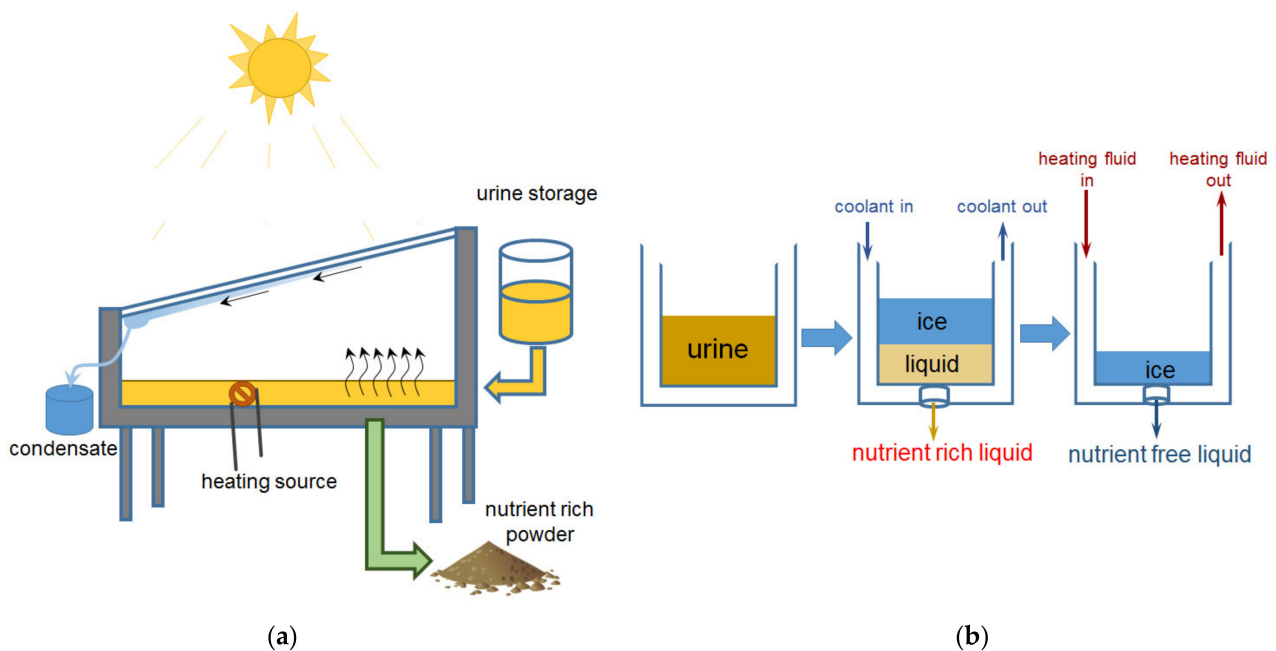 urine storage
condensate
heating source
nutrient rich
powder
(a)
urine
coolant in
coolant out
ice
liquid
nutrient rich liquid
heating fluid
in
heating fluid
out
ice
nutrient free liquid
(b)